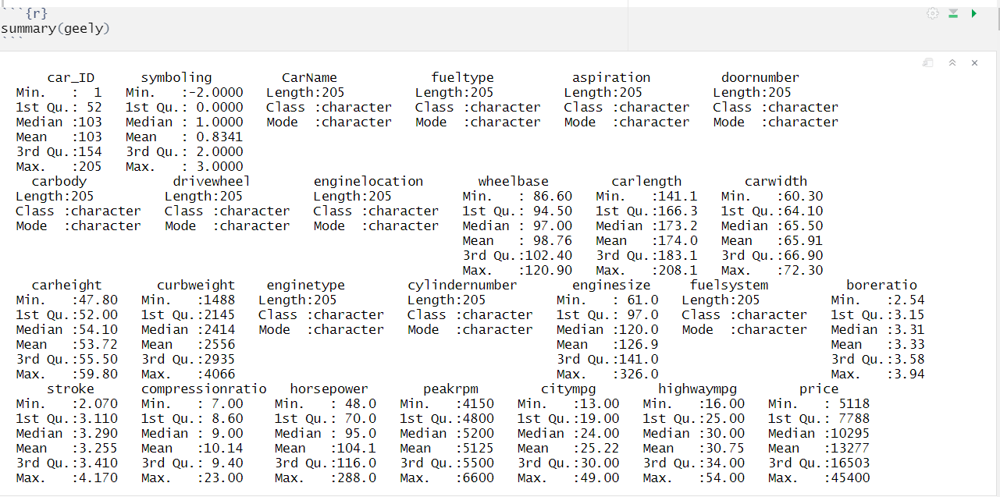 ```{r}
summary(geely)
```
car_ID symboling CarName fueltype aspiration doornumber
Min. : 1 Min. :-2.0000 Length:205 Length:205 Length:205 Length:205
1st Qu.: 52 1st Qu.: 0.0000 Class :character Class :character Class :character Class :character
Median :103 Median : 1.0000 Mode :character Mode :character Mode :character Mode :character
Mean :103 Mean : 0.8341
3rd Qu.:154 3rd Qu.: 2.0000
Max. :205 Max. : 3.0000
carbody drivewheel enginelocation wheelbase carlength carwidth
Length:205 Length:205 Length:205 Min. : 86.60 Min. :141.1 Min. :60.30
Class :character Class :character Class :character 1st Qu.: 94.50 1st Qu.:166.3 1st Qu.:64.10
Mode :character Mode :character Mode :character Median : 97.00 Median :173.2 Median :65.50
Mean : 98.76 Mean :174.0 Mean :65.91
3rd Qu.:102.40 3rd Qu.:183.1 3rd Qu.:66.90
Max. :120.90 Max. :208.1 Max. :72.30
carheight curbweight enginetype cylindernumber enginesize fuelsystem boreratio
Min. :47.80 Min. :1488 Length:205 Length:205 Min. : 61.0 Length:205 Min. :2.54
1st Qu.:52.00 1st Qu.:2145 Class :character Class :character 1st Qu.: 97.0 Class :character 1st Qu.:3.15
Median :54.10 Median :2414 Mode :character Mode :character Median :120.0 Mode :character Median :3.31
Mean :53.72 Mean :2556 Mean :126.9 Mean :3.33
3rd Qu.:55.50 3rd Qu.:2935 3rd Qu.:141.0 3rd Qu.:3.58
Max. :59.80 Max. :4066 Max. :326.0 Max. :3.94
stroke compressionratio horsepower peakrpm citympg highwaympg price
Min. :2.070 Min. : 7.00 Min. : 48.0 Min. :4150 Min. :13.00 Min. :16.00 Min. : 5118
1st Qu.:3.110 1st Qu.: 8.60 1st Qu.: 70.0 1st Qu.:4800 1st Qu.:19.00 1st Qu.:25.00 1st Qu.: 7788
Median :3.290 Median : 9.00 Median : 95.0 Median :5200 Median :24.00 Median :30.00 Median :10295
Mean :3.255 Mean :10.14 Mean :104.1 Mean :5125 Mean :25.22 Mean :30.75 Mean :13277
3rd Qu.:3.410 3rd Qu.: 9.40 3rd Qu.:116.0 3rd Qu.:5500 3rd Qu.:30.00 3rd Qu.:34.00 3rd Qu.:16503
Max. :4.170 Max. :23.00 Max. :288.0 Max. :6600 Max. :49.00 Max. :54.00 Max. :45400